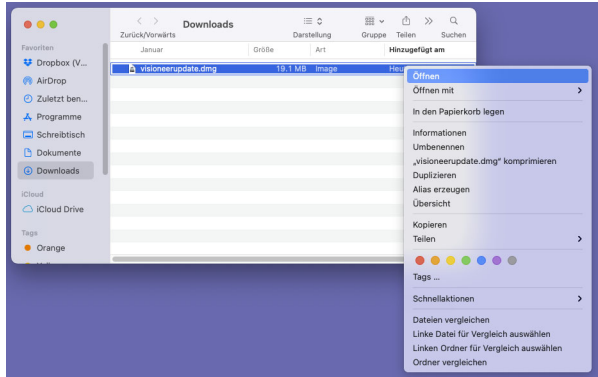 Downloads
Zurück/Vorwärts
Darstellung
Gruppe
Teilen
Suchen
Favoriten
Dropbox (V...
AirDrop
Zuletzt ben...
Programme
Schreibtisch
Dokumente
Downloads
iCloud
iCloud Drive
Tags
Orange
Januar
Größe
Art
Hinzugefügt am
visioneerupdate.dmg
19.1 MB
Image
Heu
Öffnen
Öffnen mit
In den Papierkorb legen
Informationen
Umbenennen
„visioneerupdate.dmg“ komprimieren
Duplizieren
Alias erzeugen
Übersicht
Kopieren
Teilen
Tags ...
Schnellaktionen
Dateien vergleichen
Linke Datei für Vergleich auswählen
Linken Ordner für Vergleich auswählen
Ordner vergleichen